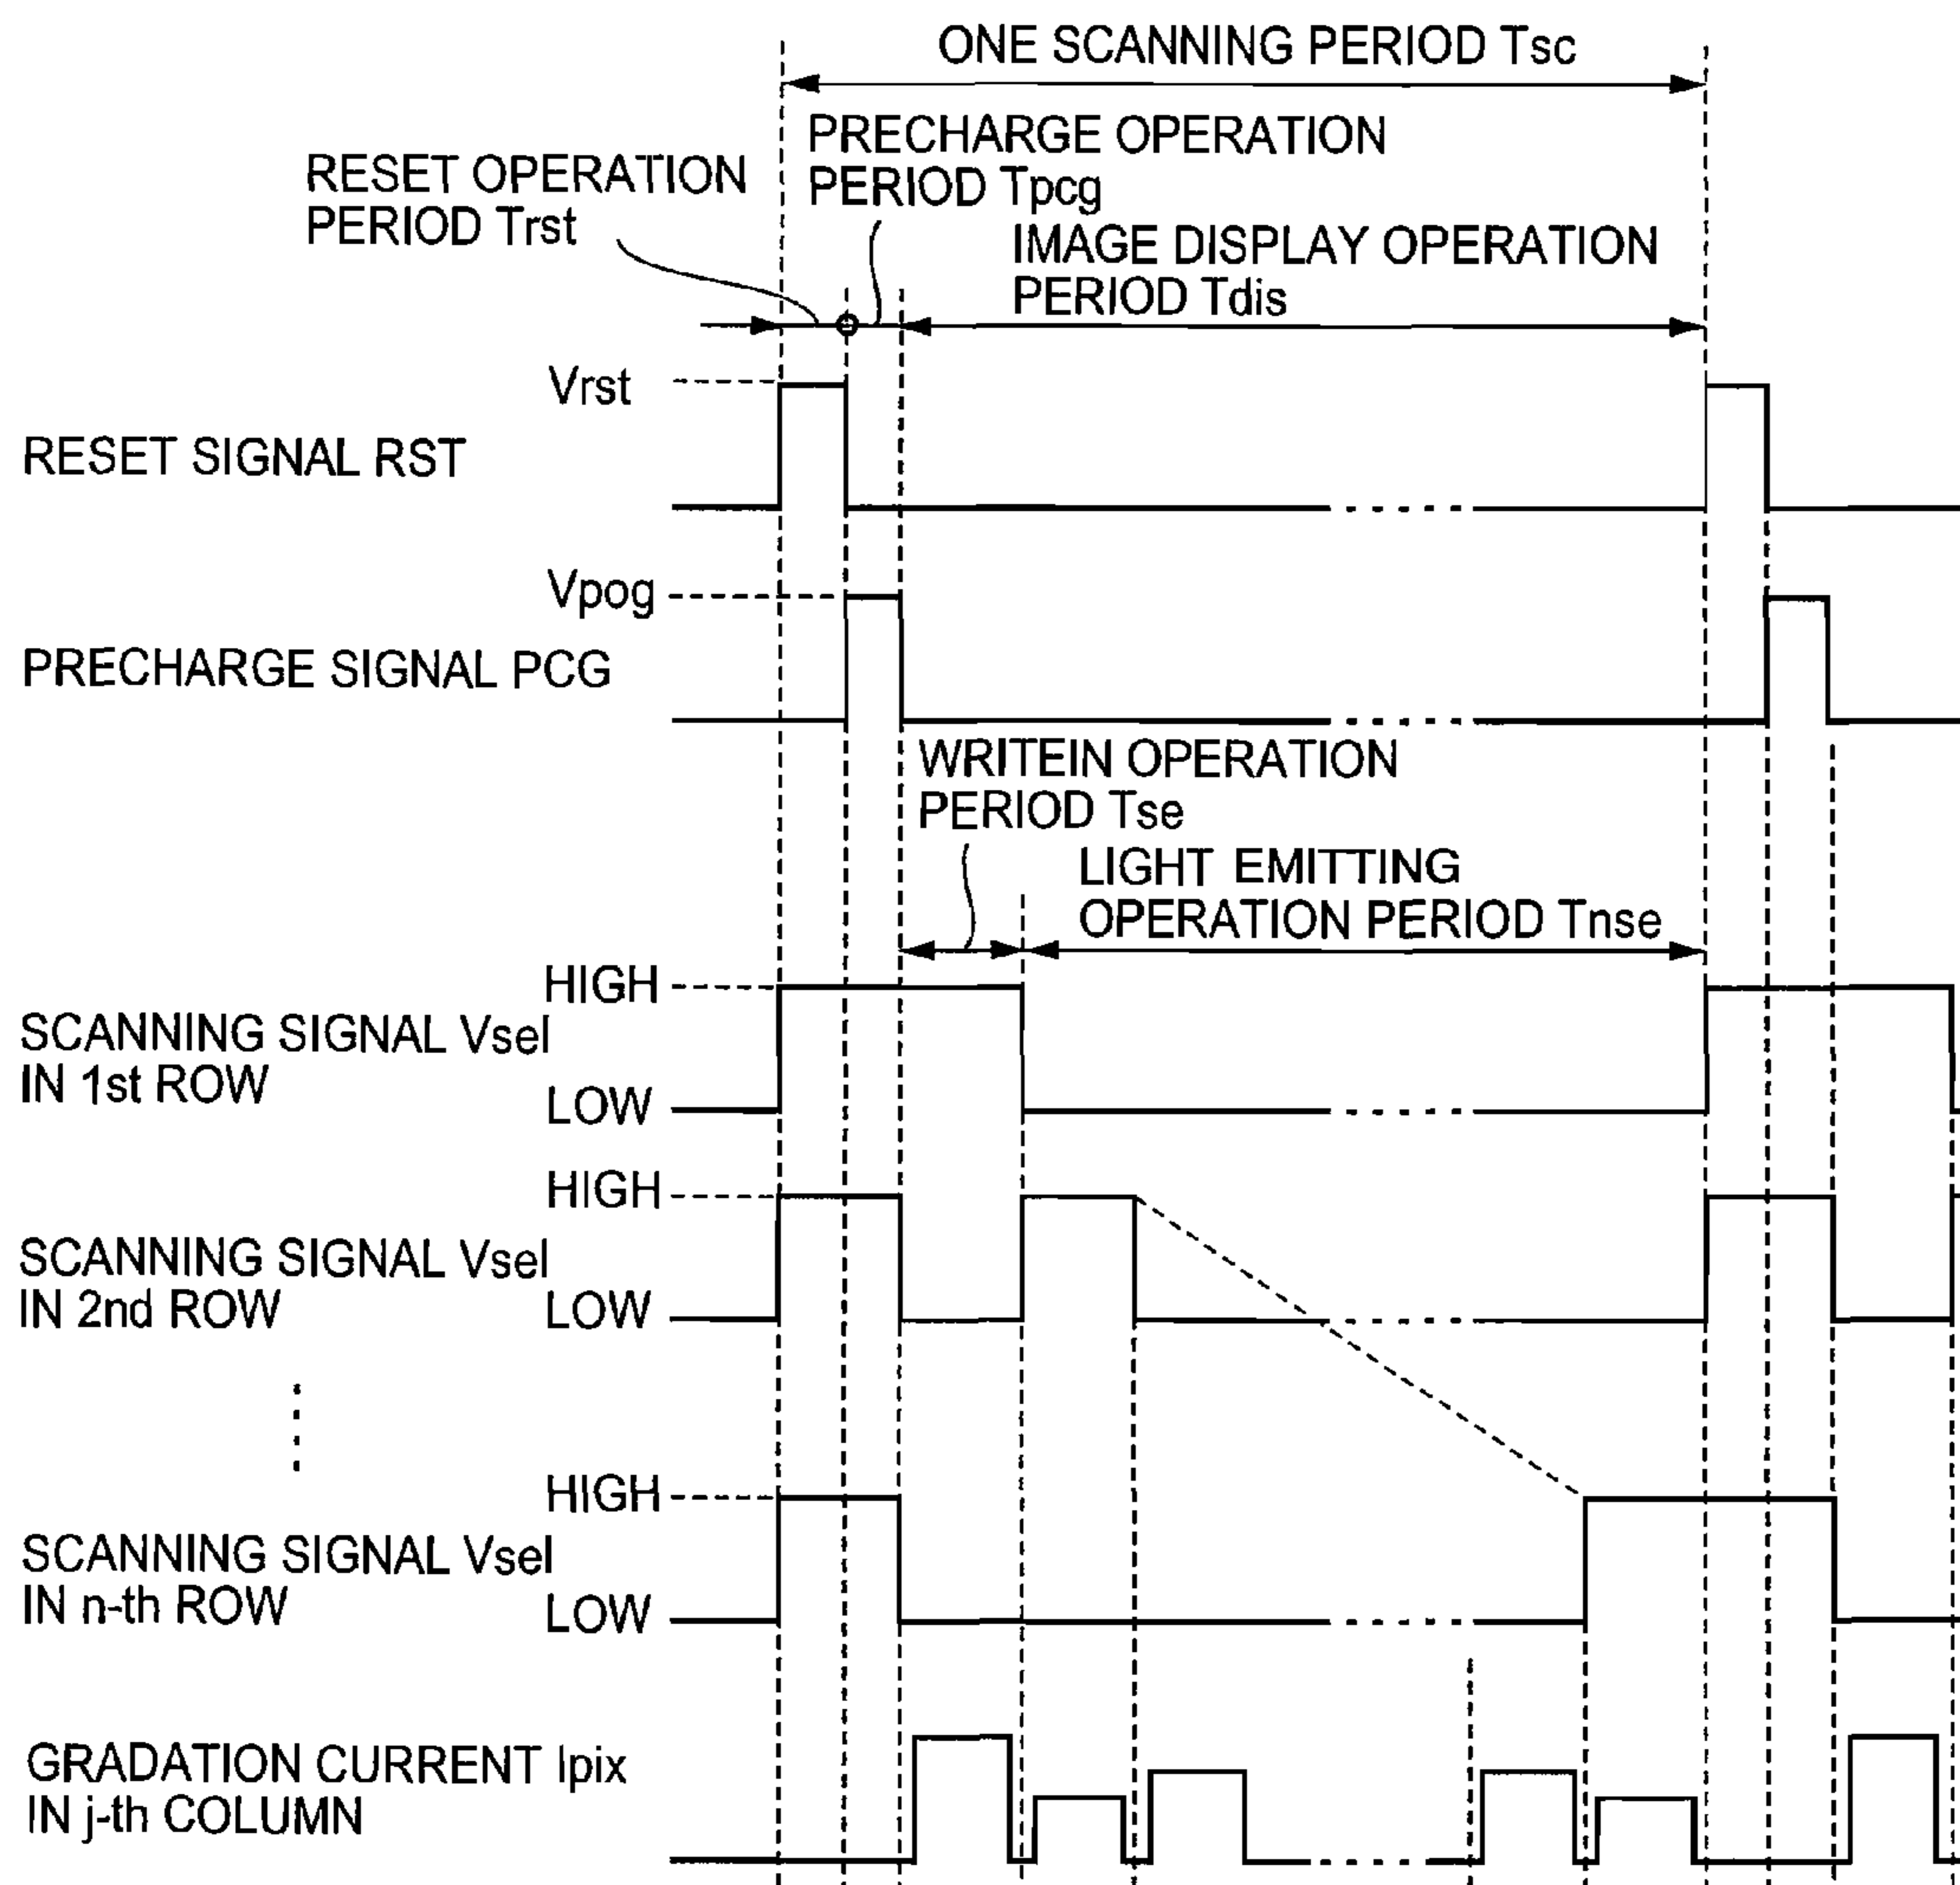 ONE SCANNING PERIOD Tsc
PRECHARGE OPERATION
PERIOD Tpcg
RESET OPERATION
PERIOD Trst
IMAGE DISPLAY OPERATION
PERIOD Tdis
Vrst
RESET SIGNAL RST
Vpog
PRECHARGE SIGNAL PCG
WRITEIN OPERATION
PERIOD Tse
LIGHT EMITTING
OPERATION PERIOD Tnse
HIGH
SCANNING SIGNAL Vsel
IN 1st ROW
LOW
HIGH
SCANNING SIGNAL Vsel
IN 2nd ROW
LOW
HIGH
SCANNING SIGNAL Vsel
IN n-th ROW
LOW
GRADATION CURRENT Ipix
IN j-th COLUMN